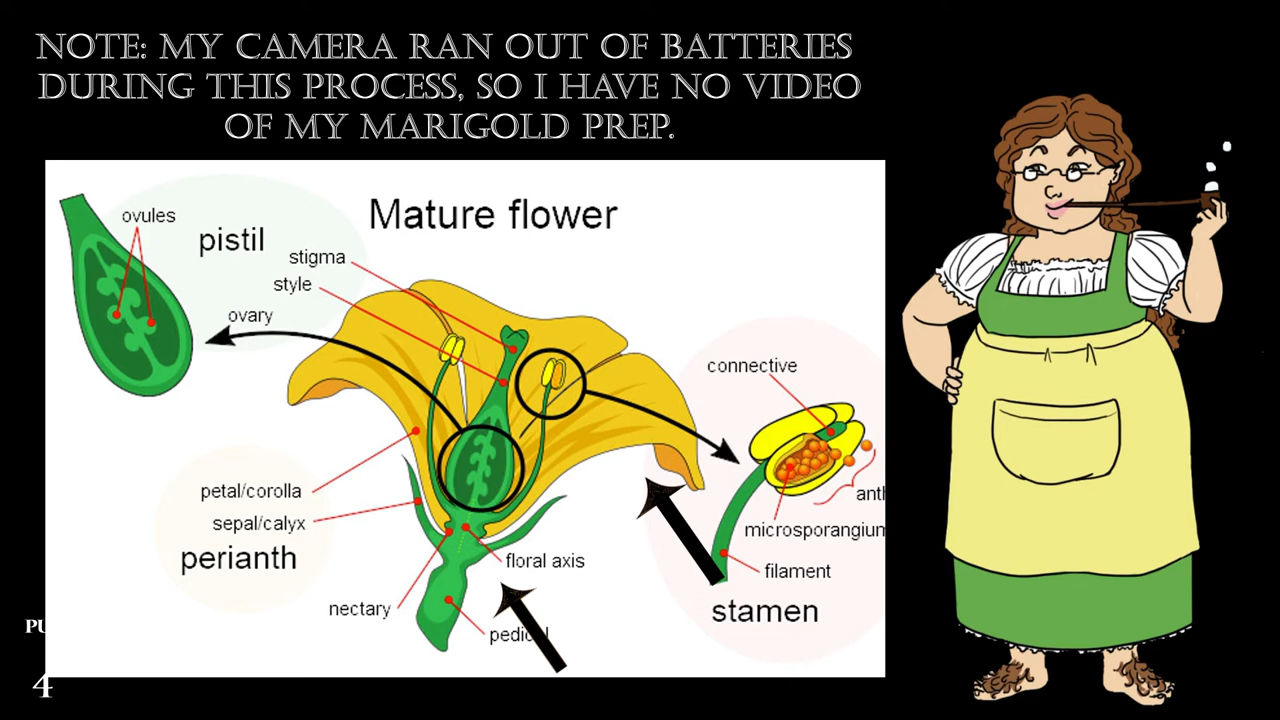 NOTE: MY CAMERA RAN OUT OF BATTERIES
DURING THIS PROCESS, SO I HAVE NO VIDEO
OF MY MARIGOLD PREP.
Mature flower
ovules
pistil
stigma
style
ovary
connective
petal/corolla
sepal/calyx
perianth
anth
microsporangium
floral axis
filament
nectary
stamen
PU
4